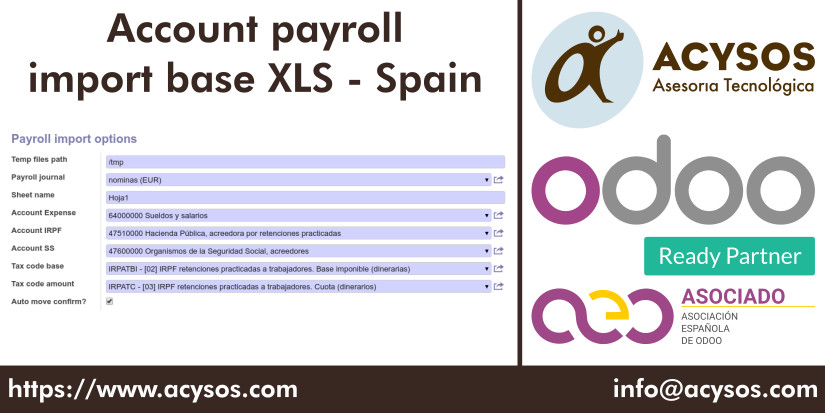 Account payroll
import base XLS - Spain
Payroll import options
Temp files path /tmp
Payroll journal nominas (EUR)
Sheet name Hoja1
Account Expense 64000000 Sueldos y salarios
Account IRPF 47510000 Hacienda Pública, acreedora por retenciones practicadas
Account SS 47600000 Organismos de la Seguridad Social, acreedores
Tax code base IRPATBI - [02] IRPF retenciones practicadas a trabajadores. Base imponible (dinerarias)
Tax code amount IRPATC - [03] IRPF retenciones practicadas a trabajadores. Cuota (dinerarios)
Auto move confirm?
ACYSOS
Asesoría Tecnológica
odoo
Ready Partner
aeo
ASOCIADO
ASOCIACIÓN
ESPAÑOLA
DE ODOO
https://www.acysos.com
info@acysos.com